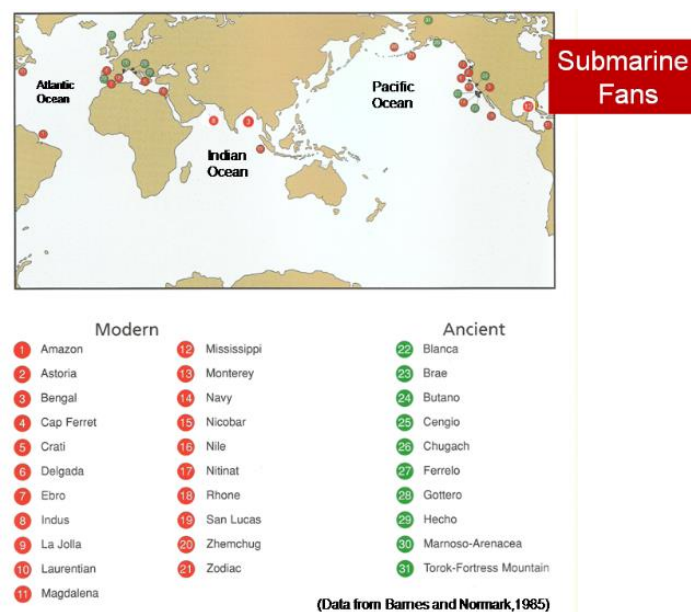 Submarine
Fans
Atlantic
Ocean
Pacific
Ocean
Indian
Ocean
Modern
1 Amazon
2 Astoria
3 Bengal
4 Cap Ferret
5 Crati
6 Delgada
7 Ebro
8 Indus
9 La Jolla
10 Laurentian
11 Magdalena
12 Mississippi
13 Monterey
14 Navy
15 Nicobar
16 Nile
17 Nitinat
18 Rhone
19 San Lucas
20 Zhemchug
21 Zodiac
Ancient
22 Blanca
23 Brae
24 Butano
25 Cengio
26 Chugach
27 Ferrelo
28 Gottero
29 Hecho
30 Marnoso-Arenacea
31 Torok-Fortress Mountain
(Data from Barnes and Normark,1985)